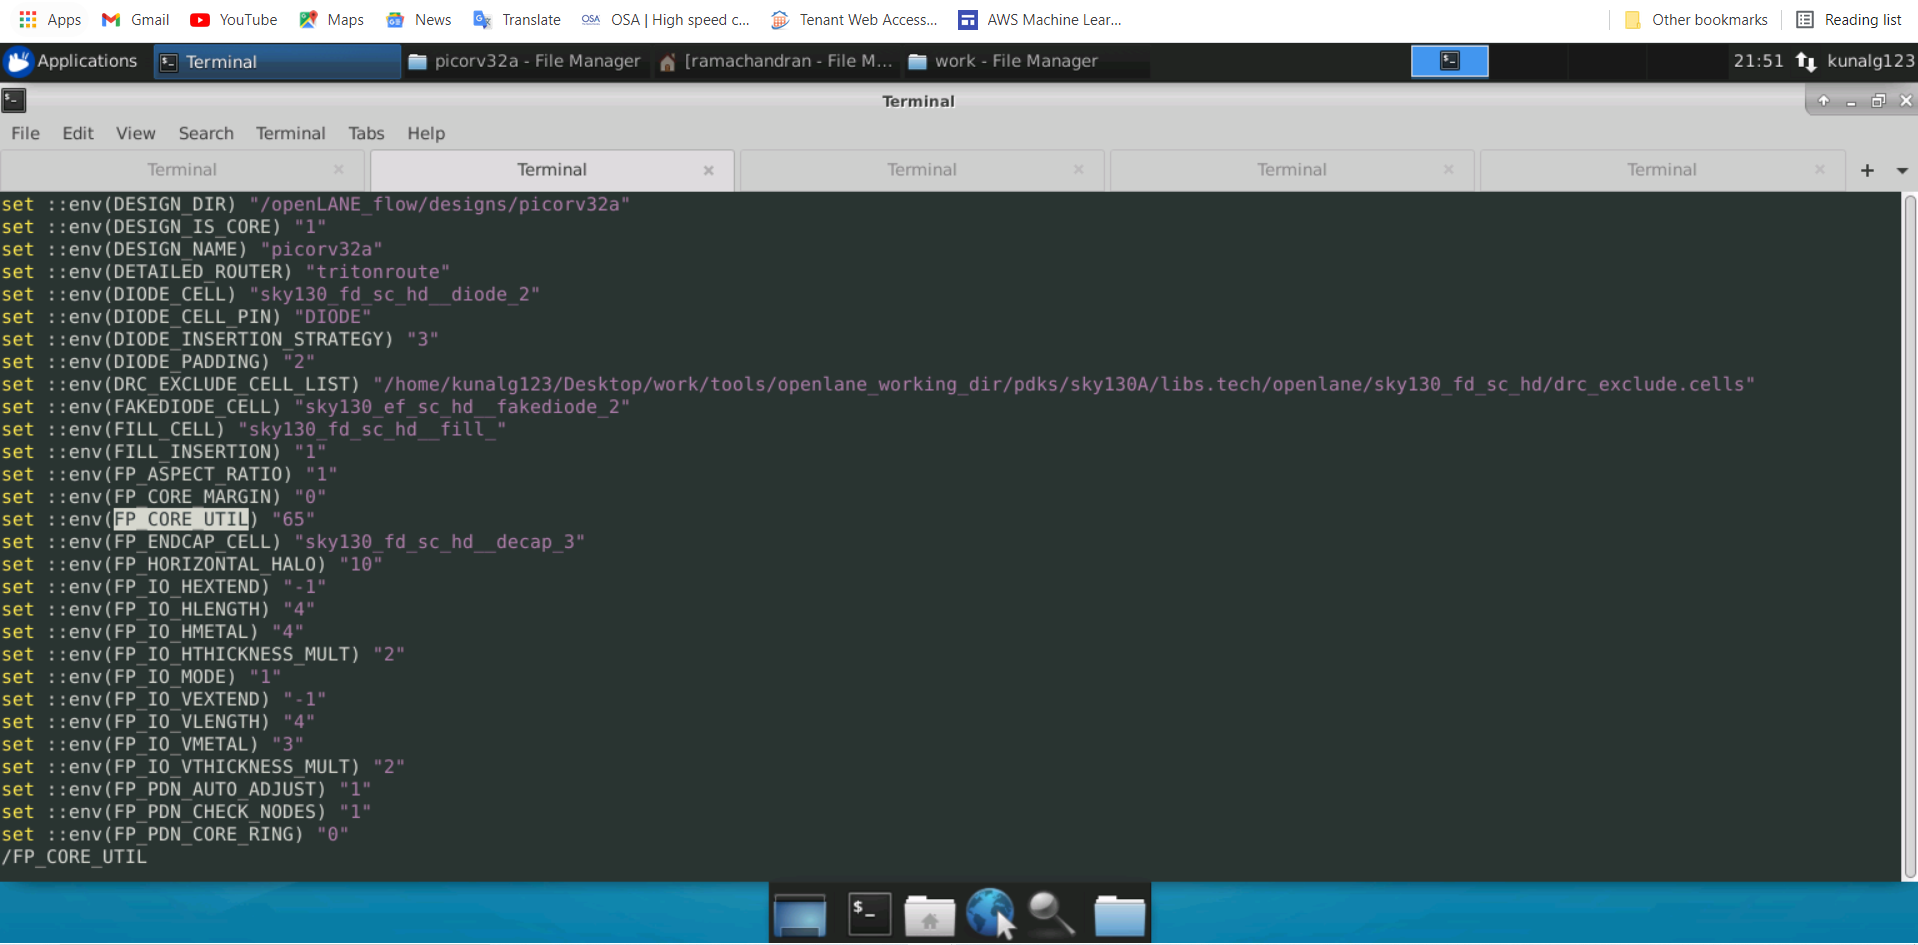 Apps Gmail YouTube Maps News Translate OSA OSA | High speed c... Tenant Web Access... AWS Machine Lear... Other bookmarks Reading list
Applications Terminal picorv32a - File Manager [ramachandran - File M... work - File Manager 21:51 kunalg123
Terminal
File Edit View Search Terminal Tabs Help
Terminal Terminal Terminal Terminal Terminal
set ::env(DESIGN_DIR) "/openLANE_flow/designs/picorv32a"
set ::env(DESIGN_IS_CORE) "1"
set ::env(DESIGN_NAME) "picorv32a"
set ::env(DETAILED_ROUTER) "tritonroute"
set ::env(DIODE_CELL) "sky130_fd_sc_hd__diode_2"
set ::env(DIODE_CELL_PIN) "DIODE"
set ::env(DIODE_INSERTION_STRATEGY) "3"
set ::env(DIODE_PADDING) "2"
set ::env(DRC_EXCLUDE_CELL_LIST) "/home/kunalg123/Desktop/work/tools/openlane_working_dir/pdks/sky130A/libs.tech/openlane/sky130_fd_sc_hd/drc_exclude.cells"
set ::env(FAKEDIODE_CELL) "sky130_ef_sc_hd__fakediode_2"
set ::env(FILL_CELL) "sky130_fd_sc_hd__fill_"
set ::env(FILL_INSERTION) "1"
set ::env(FP_ASPECT_RATIO) "1"
set ::env(FP_CORE_MARGIN) "0"
set ::env(FP_CORE_UTIL) "65"
set ::env(FP_ENDCAP_CELL) "sky130_fd_sc_hd__decap_3"
set ::env(FP_HORIZONTAL_HALO) "10"
set ::env(FP_IO_HEXTEND) "-1"
set ::env(FP_IO_HLENGTH) "4"
set ::env(FP_IO_HMETAL) "4"
set ::env(FP_IO_HTHICKNESS_MULT) "2"
set ::env(FP_IO_MODE) "1"
set ::env(FP_IO_VEXTEND) "-1"
set ::env(FP_IO_VLENGTH) "4"
set ::env(FP_IO_VMETAL) "3"
set ::env(FP_IO_VTHICKNESS_MULT) "2"
set ::env(FP_PDN_AUTO_ADJUST) "1"
set ::env(FP_PDN_CHECK_NODES) "1"
set ::env(FP_PDN_CORE_RING) "0"
/FP_CORE_UTIL